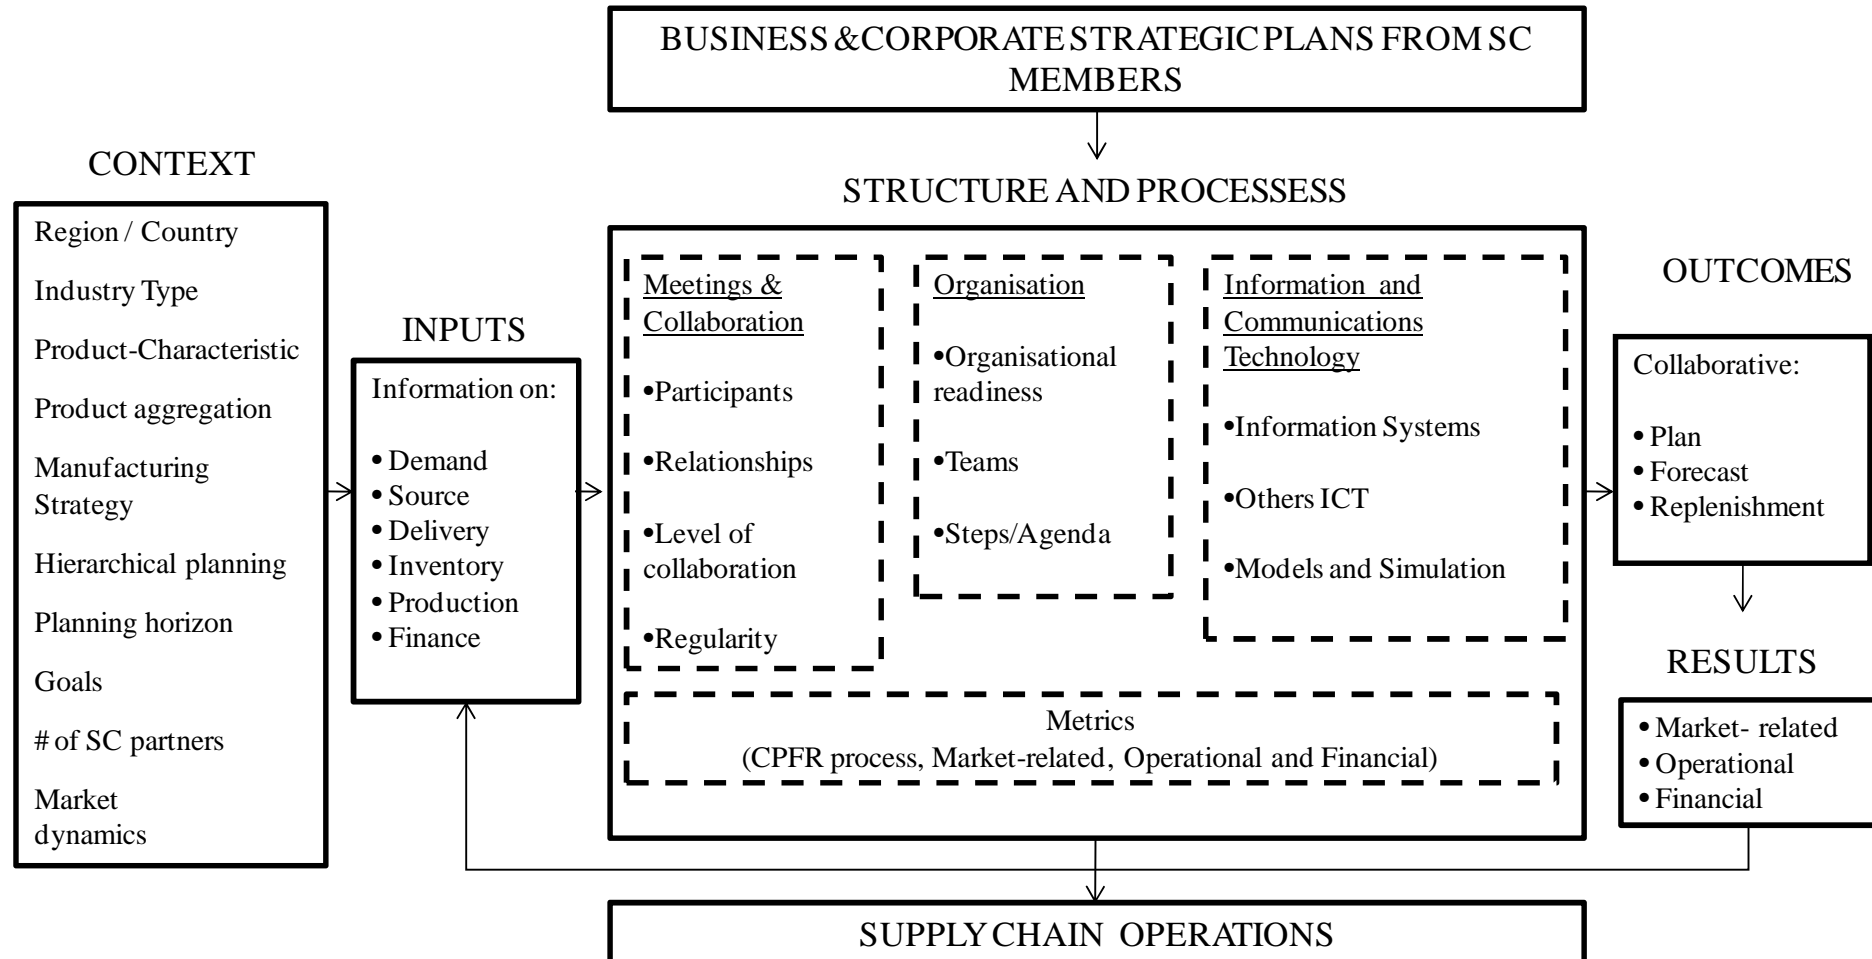 BUSINESS & CORPORATE STRATEGIC PLANS FROM SC
MEMBERS
CONTEXT
Region / Country
Industry Type
Product-Characteristic
Product aggregation
Manufacturing
Strategy
Hierarchical planning
Planning horizon
Goals
# of SC partners
Market
dynamics
INPUTS
Information on:
• Demand
• Source
• Delivery
• Inventory
• Production
• Finance
STRUCTURE AND PROCESSESS
Meetings &
Collaboration
•Participants
•Relationships
•Level of
collaboration
•Regularity
Organisation
•Organisational
readiness
•Teams
•Steps/Agenda
Information and
Communications
Technology
•Information Systems
•Others ICT
•Models and Simulation
Metrics
(CPFR process, Market-related, Operational and Financial)
OUTCOMES
Collaborative:
• Plan
• Forecast
• Replenishment
RESULTS
• Market- related
• Operational
• Financial
SUPPLY CHAIN OPERATIONS